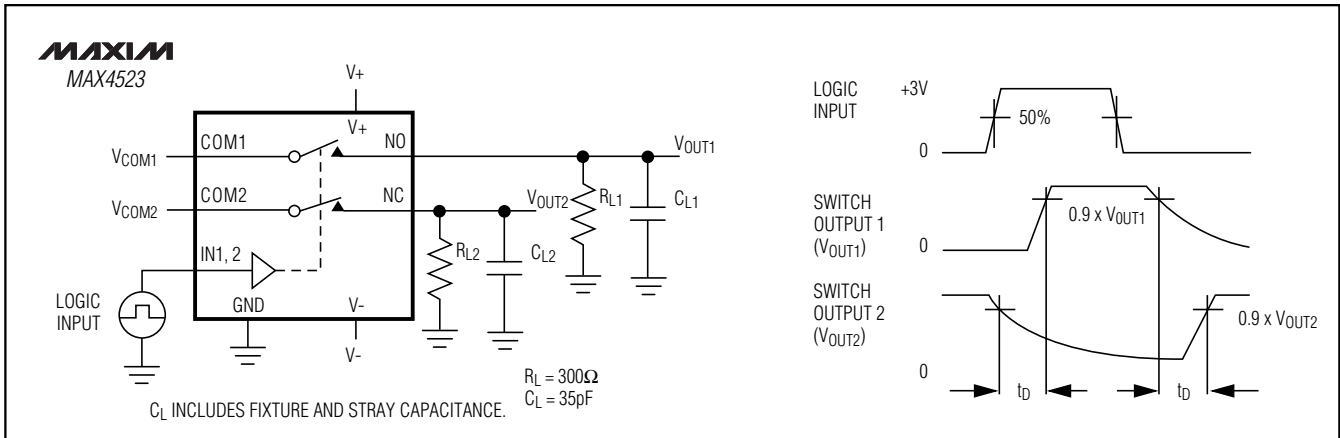 MAXIM
MAX4523
V+
V+
COM1
NO
VCOM1
VOUT1
COM2
NC
VCOM2
VOUT2
RL1
CL1
IN1, 2
RL2
CL2
LOGIC
INPUT
GND
V-
V-
RL = 300Ω
CL = 35pF
CL INCLUDES FIXTURE AND STRAY CAPACITANCE.
LOGIC
INPUT
+3V
50%
0
SWITCH
OUTPUT 1
(VOUT1)
0.9 x VOUT1
0
SWITCH
OUTPUT 2
(VOUT2)
0.9 x VOUT2
0
tD
tD